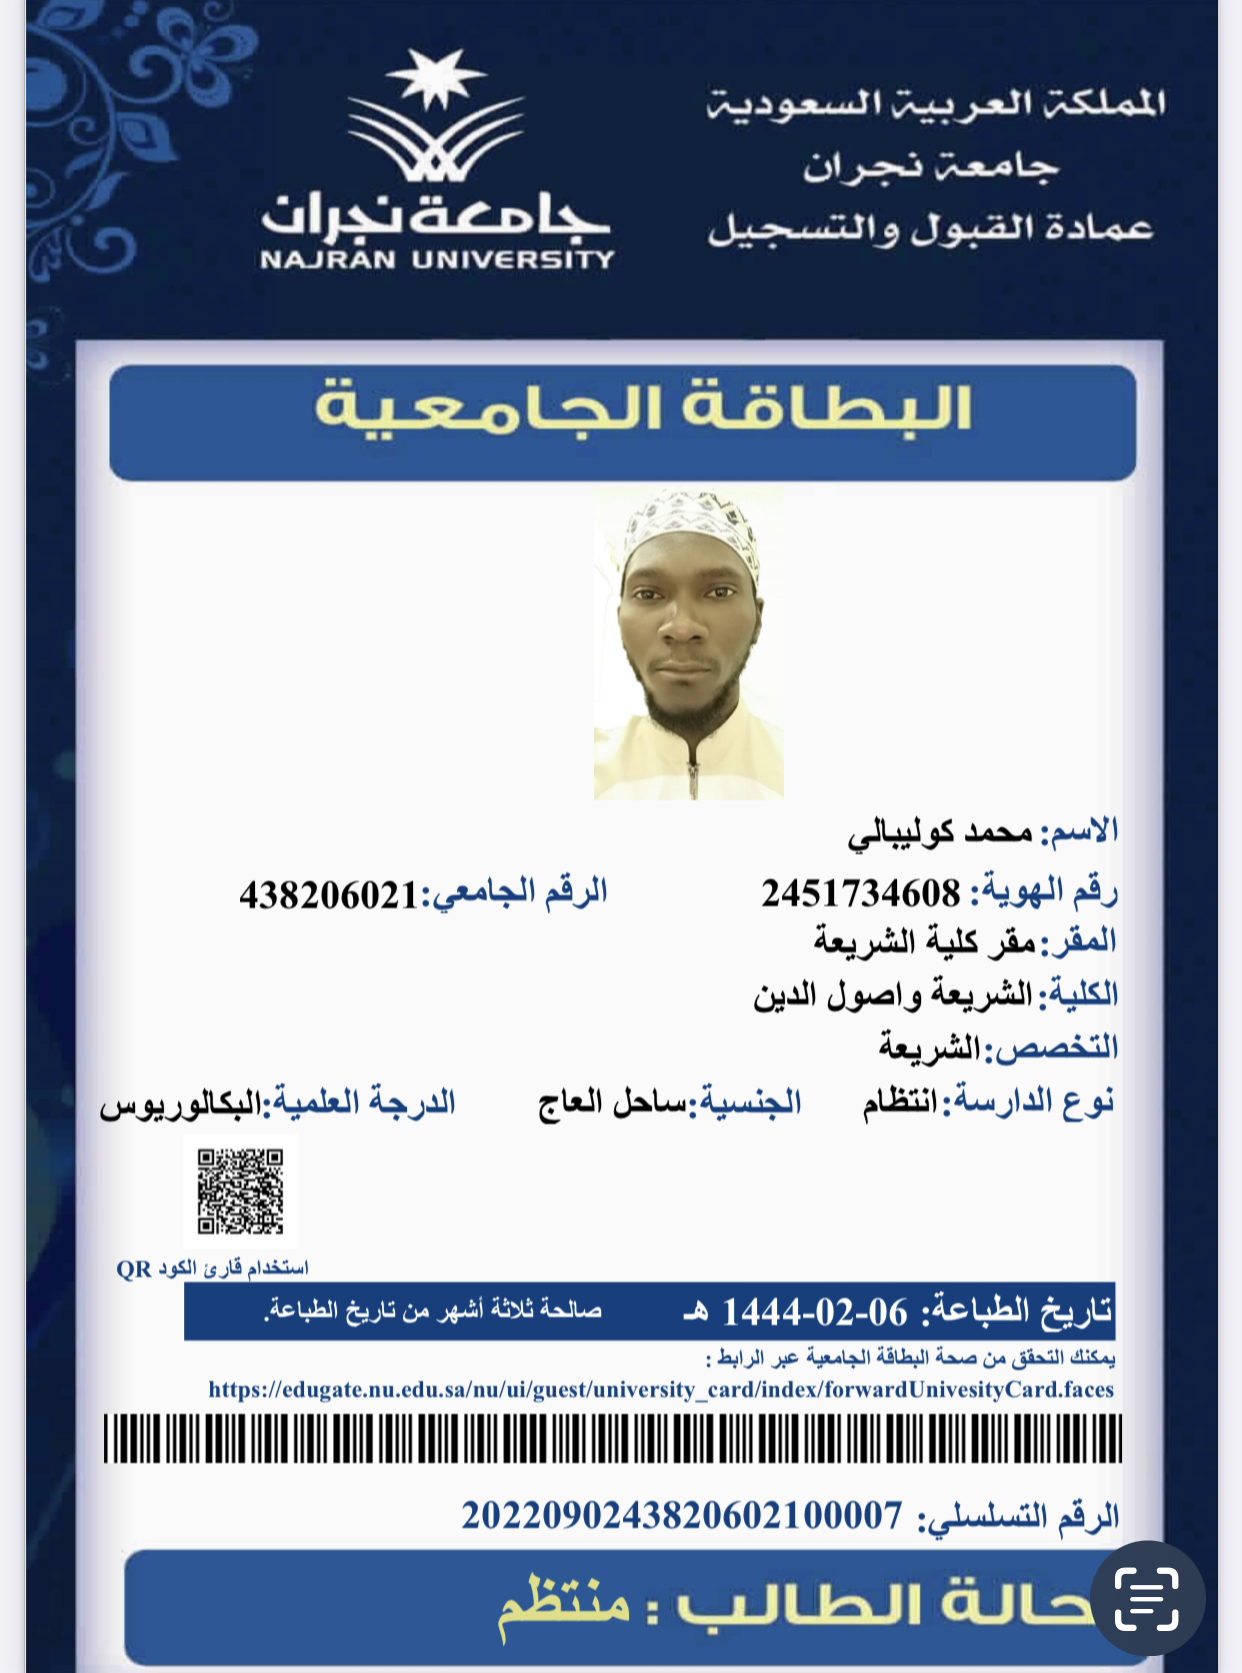 المملكة العربية السعودية
جامعة نجران
عمادة القبول والتسجيل
جامعة نجران
NAJRAN UNIVERSITY
البطاقة الجامعية
الاسم: محمد كوليبالي
رقم الهوية: 2451734608 الرقم الجامعي:438206021
المقر:مقر كلية الشريعة
الكلية:الشريعة واصول الدين
التخصص:الشريعة
نوع الدارسة:انتظام الجنسية:ساحل العاج الدرجة العلمية:البكالوريوس
استخدام قارئ الكود QR
تاريخ الطباعة: 06-02-1444 هـ صالحة ثلاثة أشهر من تاريخ الطباعة.
يمكنك التحقق من صحة البطاقة الجامعية عبر الرابط :
https://edugate.nu.edu.sa/nu/ui/guest/university_card/index/forwardUnivesityCard.faces
الرقم التسلسلي: 2022090243820602100007
حالة الطالب : منتظم